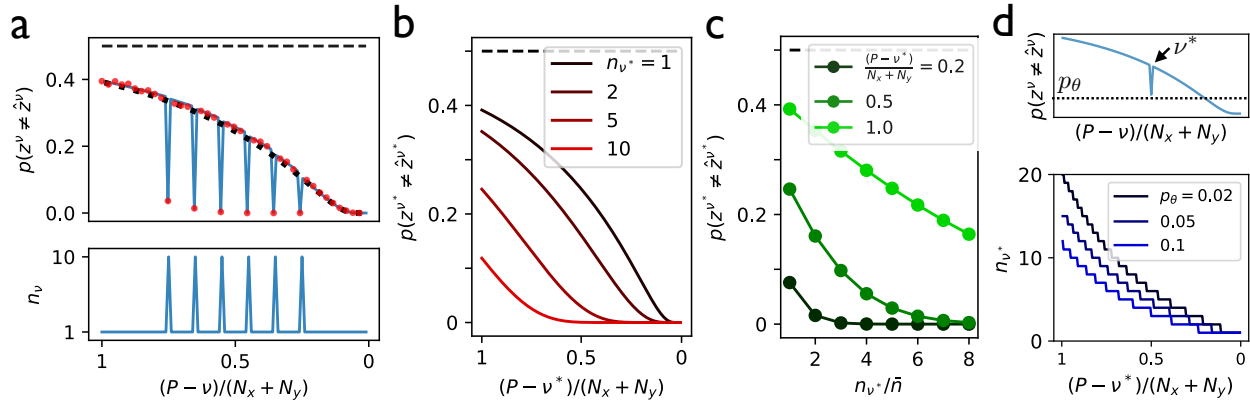 a
p(z^ν ≠ ẑ^ν)
0.4
0.2
0.0
n_ν
10
1
1
0.5
0
(P − ν)/(N_x + N_y)
b
p(z^{ν*} ≠ ẑ^{ν*})
0.4
0.2
0
n_{ν*} = 1
2
5
10
1
0.5
0
(P − ν*)/(N_x + N_y)
c
p(z^{ν*} ≠ ẑ^{ν*})
0.4
0.2
0
(P − ν*)/(N_x + N_y) = 0.2
0.5
1.0
2
4
6
8
n_{ν*}/n̄
d
p(z^ν ≠ ẑ^ν)
p_θ
ν*
(P − ν)/(N_x + N_y)
n_{ν*}
20
10
0
p_θ = 0.02
0.05
0.1
1
0.5
0
(P − ν*)/(N_x + N_y)